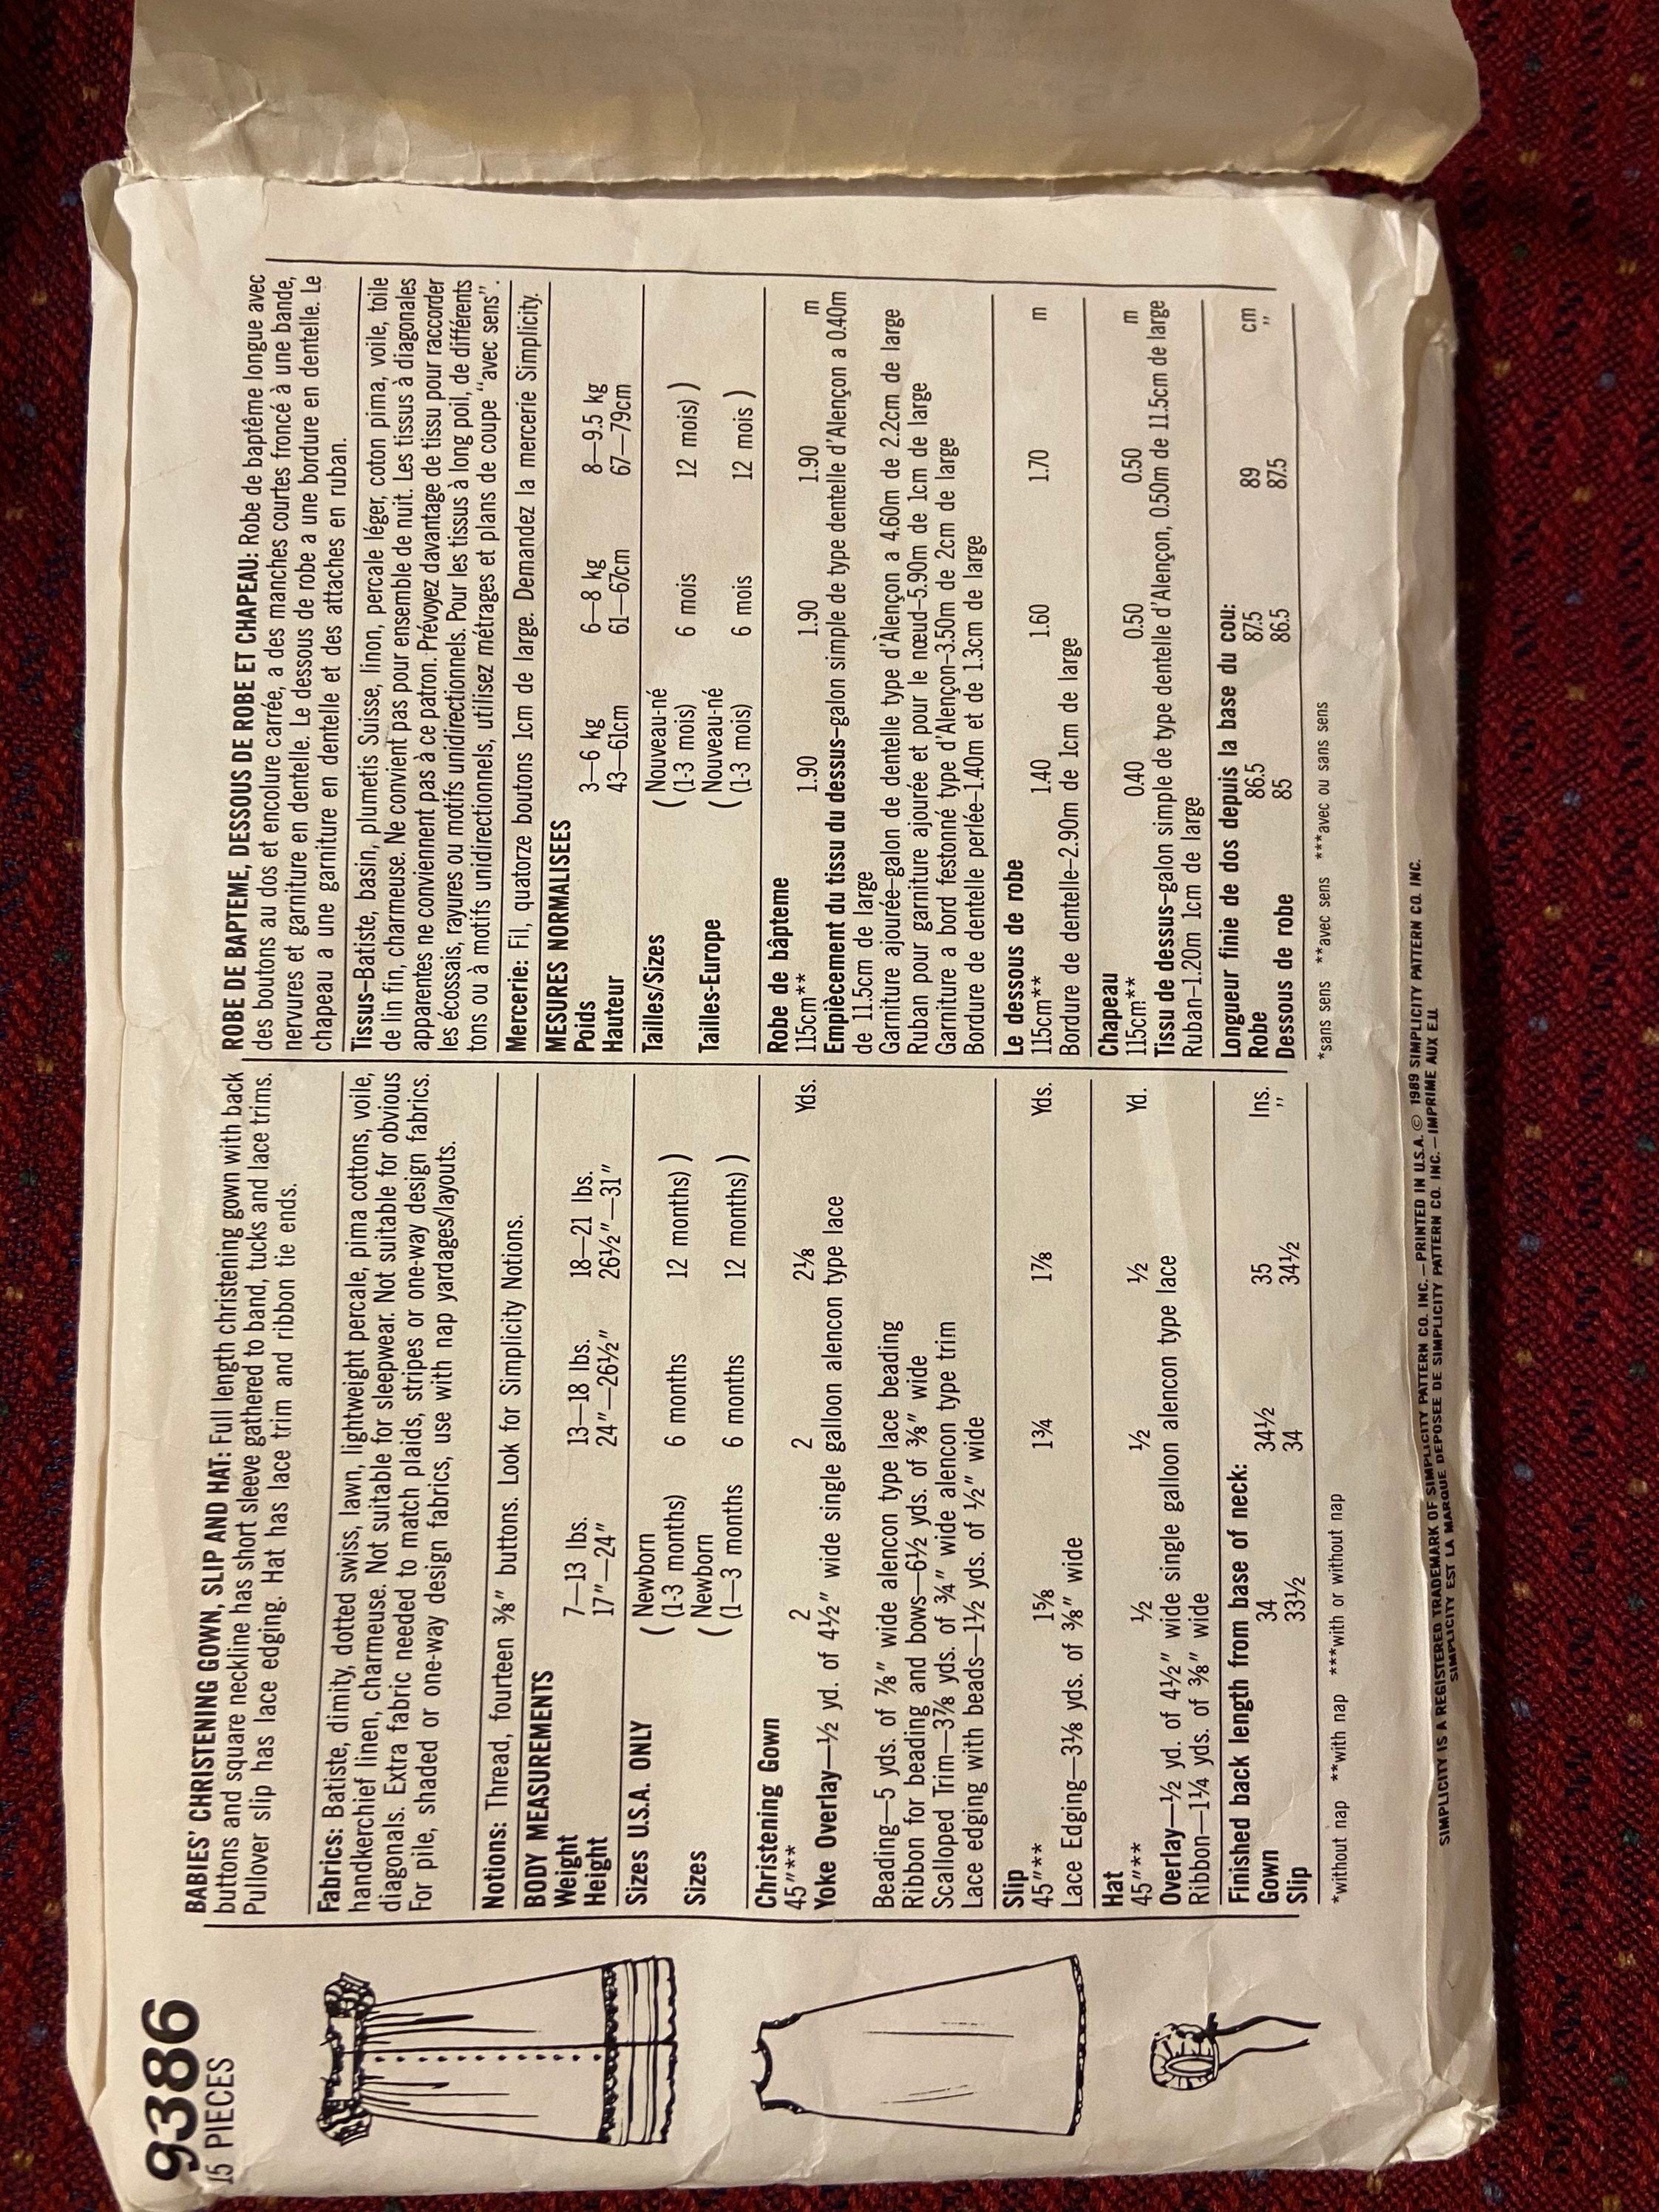 9386
15 PIECES
BABIES' CHRISTENING GOWN, SLIP AND HAT: Full length christening gown with back
buttons and square neckline has short sleeve gathered to band, tucks and lace trims.
Pullover slip has lace edging. Hat has lace trim and ribbon tie ends.
Fabrics: Batiste, dimity, dotted swiss, lawn, lightweight percale, pima cottons, voile,
handkerchief linen, charmeuse. Not suitable for sleepwear. Not suitable for obvious
diagonals. Extra fabric needed to match plaids, stripes or one-way design fabrics.
For pile, shaded or one-way design fabrics, use with nap yardages/layouts.
Notions: Thread, fourteen ⅜" buttons. Look for Simplicity Notions.
BODY MEASUREMENTS
Weight 7—13 lbs. 13—18 lbs. 18—21 lbs.
Height 17"—24" 24"—26½" 26½"—31"
Sizes U.S.A. ONLY ( Newborn 6 months 12 months) )
(1-3 months)
Sizes ( Newborn 6 months 12 months) )
(1—3 months
Christening Gown
45"** 2 2 2⅛ Yds.
Yoke Overlay—½ yd. of 4½" wide single galloon alencon type lace
Beading—5 yds. of ⅞" wide alencon type lace beading
Ribbon for beading and bows—6½ yds. of ⅜" wide
Scalloped Trim—3⅞ yds. of ¾" wide alencon type trim
Lace edging with beads—1½ yds. of ½" wide
Slip
45"** 1⅝ 1¾ 1⅞ Yds.
Lace Edging—3⅛ yds. of ⅜" wide
Hat
45"** ½ ½ ½ Yd.
Overlay—½ yd. of 4½" wide single galloon alencon type lace
Ribbon—1¼ yds. of ⅜" wide
Finished back length from base of neck:
Gown 34 34½ 35 Ins.
Slip 33½ 34 34½ "
*without nap **with nap ***with or without nap
ROBE DE BAPTEME, DESSOUS DE ROBE ET CHAPEAU: Robe de baptême longue avec
des boutons au dos et encolure carrée, a des manches courtes froncé à une bande,
nervures et garniture en dentelle. Le dessous de robe a une bordure en dentelle. Le
chapeau a une garniture en dentelle et des attaches en ruban.
Tissus–Batiste, basin, plumetis Suisse, linon, percale léger, coton pima, voile, toile
de lin fin, charmeuse. Ne convient pas pour ensemble de nuit. Les tissus à diagonales
apparentes ne conviennent pas à ce patron. Prévoyez davantage de tissu pour raccorder
les écossais, rayures ou motifs unidirectionnels. Pour les tissus à long poil, de différents
tons ou à motifs unidirectionnels, utilisez métrages et plans de coupe "avec sens".
Mercerie: Fil, quatorze boutons 1cm de large. Demandez la mercerie Simplicity.
MESURES NORMALISEES
Poids 3—6 kg 6—8 kg 8—9.5 kg
Hauteur 43—61cm 61—67cm 67—79cm
Tailles/Sizes ( Nouveau-né 6 mois 12 mois) )
(1-3 mois)
Tailles-Europe ( Nouveau-né 6 mois 12 mois )
(1-3 mois)
Robe de bâpteme
115cm** 1.90 1.90 1.90 m
Empiècement du tissu du dessus–galon simple de type dentelle d'Alençon a 0.40m
de 11.5cm de large
Garniture ajourée–galon de dentelle type d'Àlençon a 4.60m de 2.2cm de large
Ruban pour garniture ajourée et pour le nœud–5.90m de 1cm de large
Garniture a bord festonné type d'Alençon–3.50m de 2cm de large
Bordure de dentelle perlée–1.40m et de 1.3cm de large
Le dessous de robe
115cm** 1.40 1.60 1.70 m
Bordure de dentelle–2.90m de 1cm de large
Chapeau
115cm** 0.40 0.50 0.50 m
Tissu de dessus–galon simple de type dentelle d'Alençon, 0.50m de 11.5cm de large
Ruban–1.20m 1cm de large
Longueur finie de dos depuis la base du cou:
Robe 86.5 87.5 89 cm
Dessous de robe 85 86.5 87.5 "
*sans sens **avec sens ***avec ou sans sens
SIMPLICITY IS A REGISTERED TRADEMARK OF SIMPLICITY PATTERN CO. INC.—PRINTED IN U.S.A. © 1989 SIMPLICITY PATTERN CO. INC.
SIMPLICITY EST LA MARQUE DEPOSEE DE SIMPLICITY PATTERN CO. INC.—IMPRIME AUX E.U.